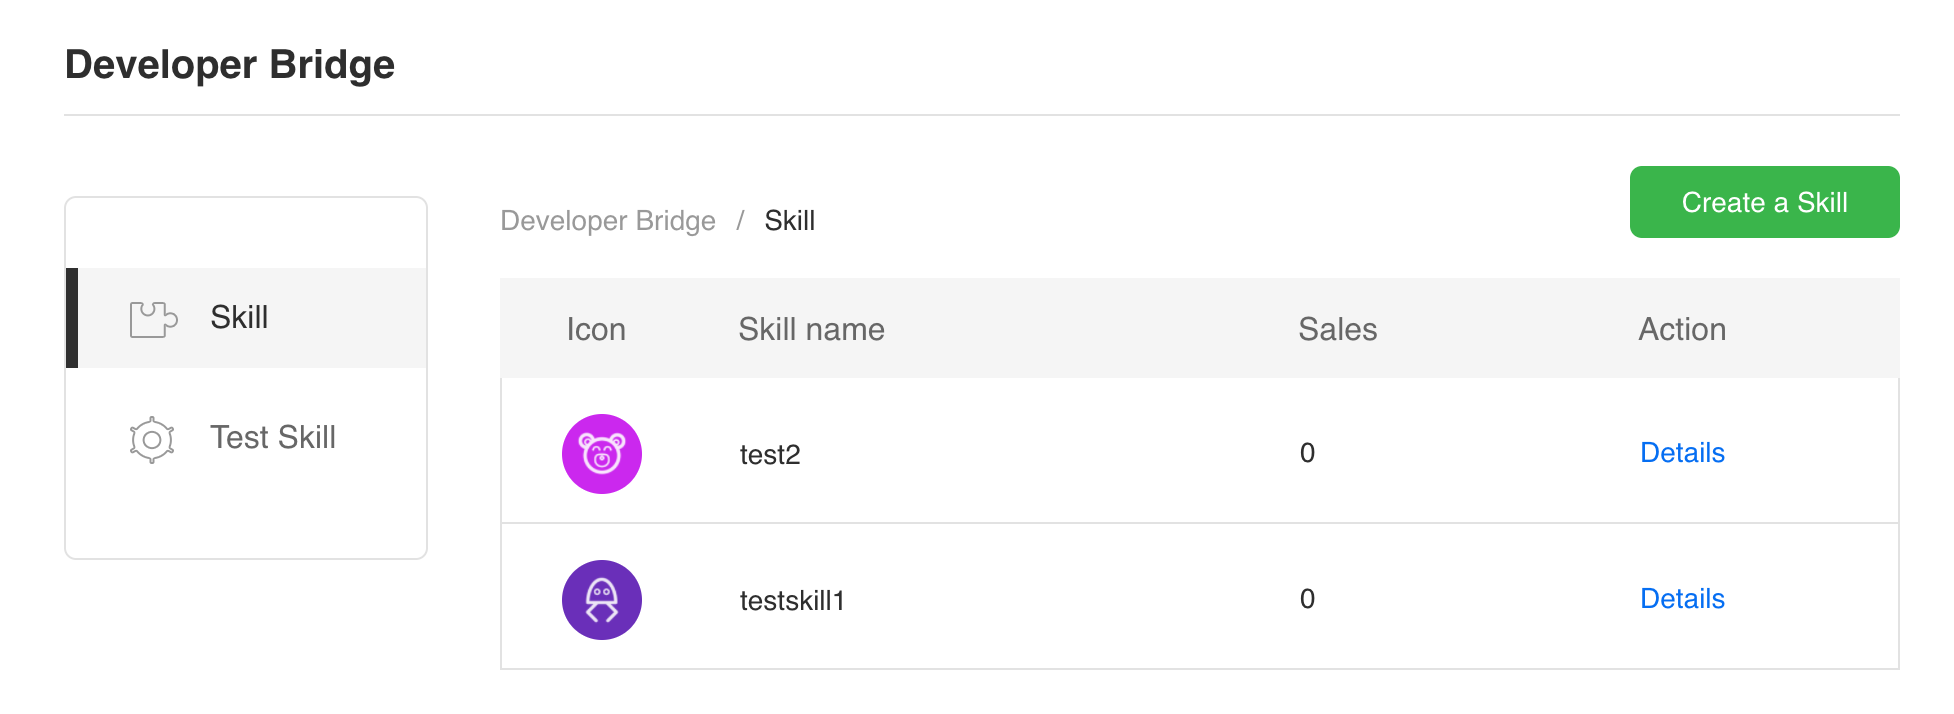 Developer Bridge
Create a Skill
Developer Bridge / Skill
Skill
Test Skill
Icon Skill name Sales Action
test2 0 Details
testskill1 0 Details